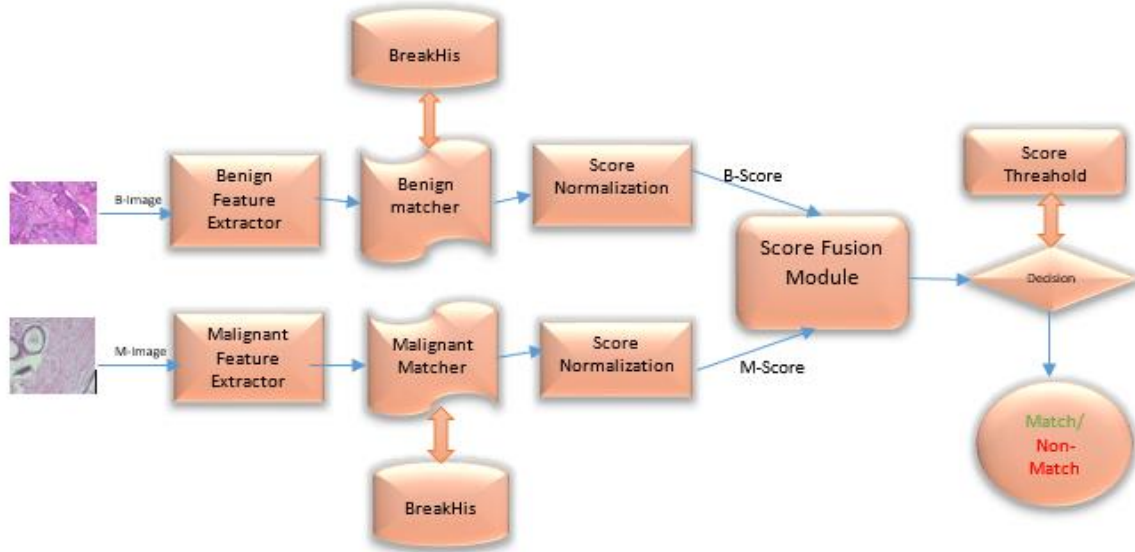 BreakHis
Score
Threshold
Benign
Feature
Extractor
Benign
matcher
Score
Normalization
B-Score
B-Image
Score Fusion
Module
Decision
Malignant
Feature
Extractor
Malignant
Matcher
Score
Normalization
M-Image
M-Score
Match/
Non-
Match
BreakHis